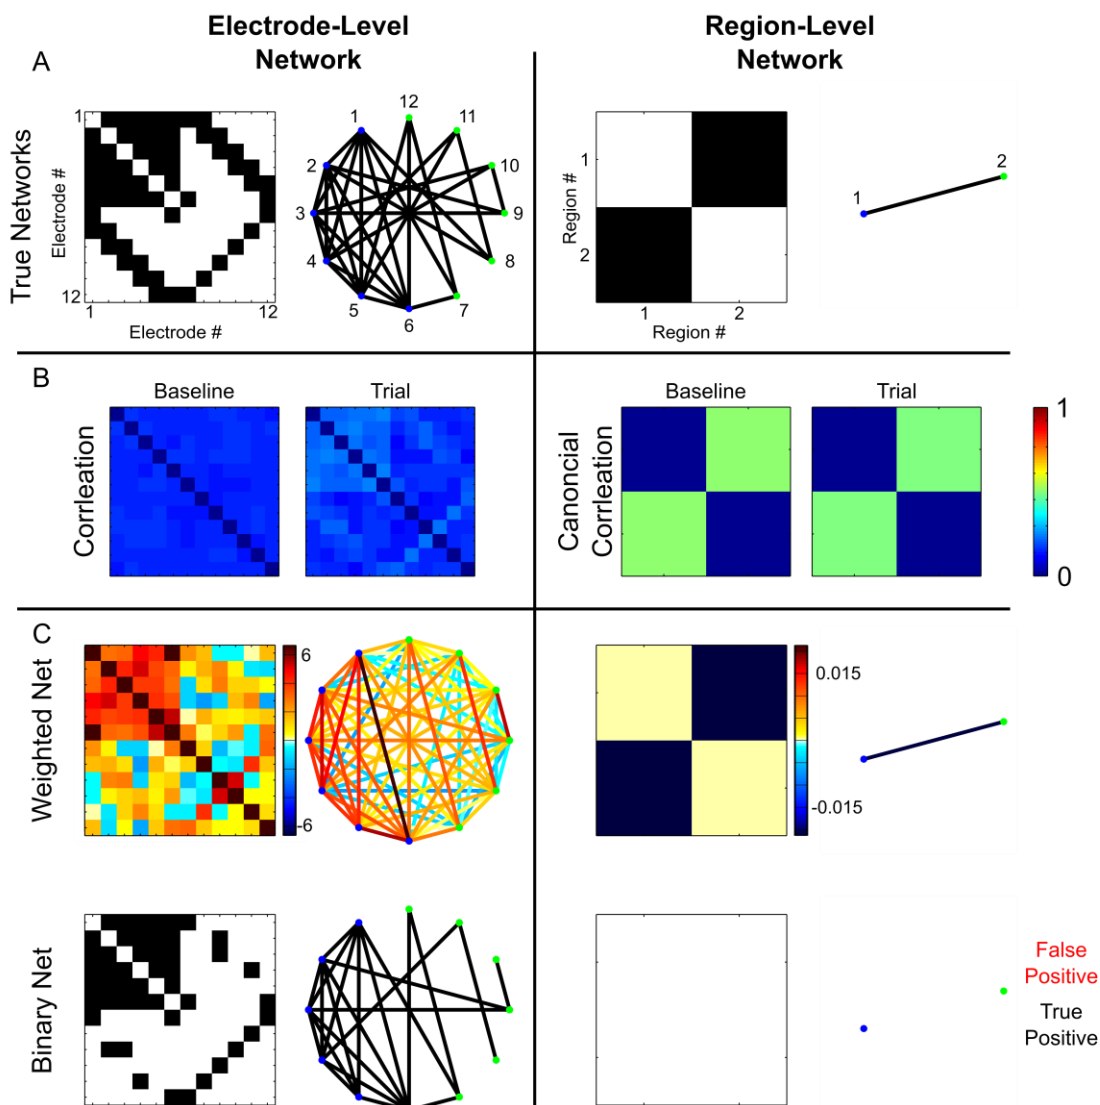 Electrode-Level
Network
Region-Level
Network
A
True Networks
1
Electrode #
12
1
12
Electrode #
1
2
3
4
5
6
7
8
9
10
11
12
Region #
1
2
1
2
Region #
1
2
B
Corrleation
Baseline
Trial
Canoncial
Corrleation
Baseline
Trial
1
0
C
Weighted Net
6
-6
0.015
-0.015
Binary Net
False
Positive
True
Positive